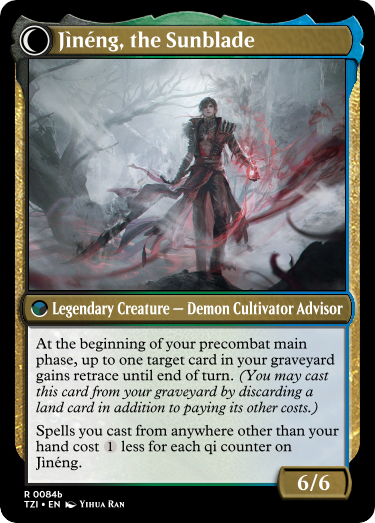 Jìnéng, the Sunblade
Legendary Creature — Demon Cultivator Advisor
At the beginning of your precombat main
phase, up to one target card in your graveyard
gains retrace until end of turn. (You may cast
this card from your graveyard by discarding a
land card in addition to paying its other costs.)
Spells you cast from anywhere other than your
hand cost 1 less for each qi counter on
Jìnéng.
6/6
R 0084b
TZI • EN Yihua Ran